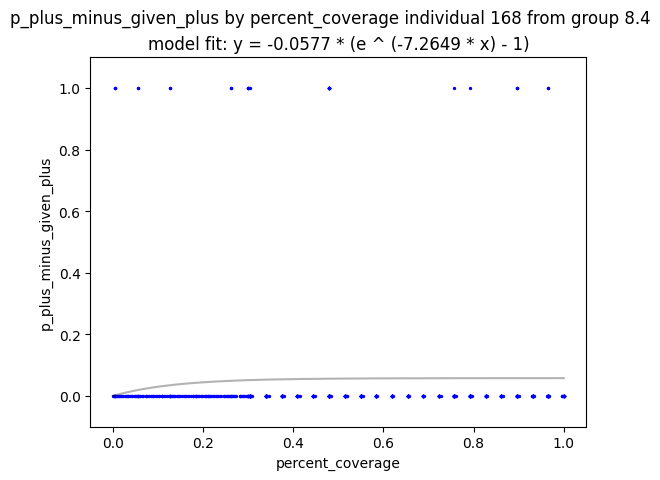 p_plus_minus_given_plus by percent_coverage individual 168 from group 8.4
model fit: y = -0.0577 * (e ^ (-7.2649 * x) - 1)
p_plus_minus_given_plus
1.0
0.8
0.6
0.4
0.2
0.0
0.0 0.2 0.4 0.6 0.8 1.0
percent_coverage